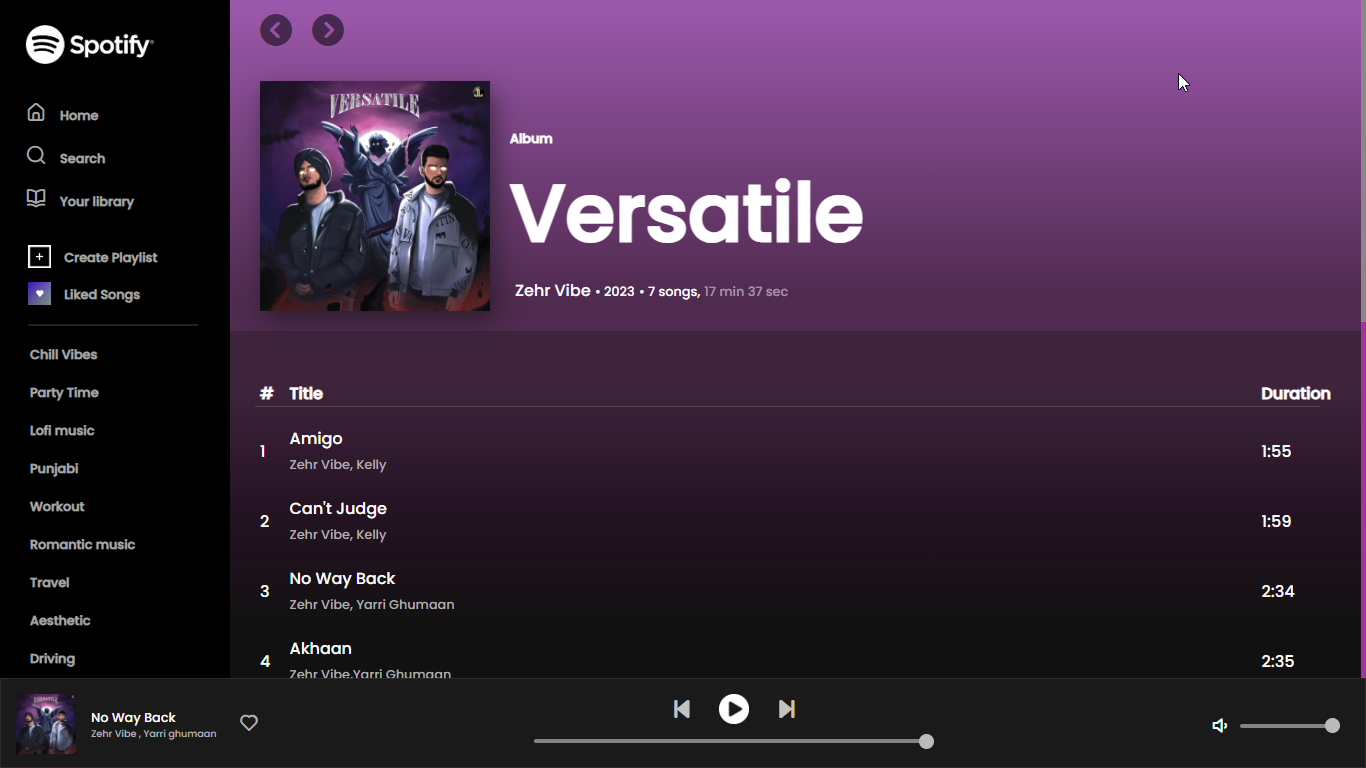 Spotify
Home
Search
Your library
+ Create Playlist
Liked Songs
Chill Vibes
Party Time
Lofi music
Punjabi
Workout
Romantic music
Travel
Aesthetic
Driving
VERSATILE
Album
Versatile
Zehr Vibe • 2023 • 7 songs, 17 min 37 sec
# Title Duration
1 Amigo 1:55
Zehr Vibe, Kelly
2 Can't Judge 1:59
Zehr Vibe, Kelly
3 No Way Back 2:34
Zehr Vibe, Yarri Ghumaan
4 Akhaan 2:35
Zehr Vibe,Yarri Ghumaan
VERSATILE
No Way Back
Zehr Vibe , Yarri ghumaan